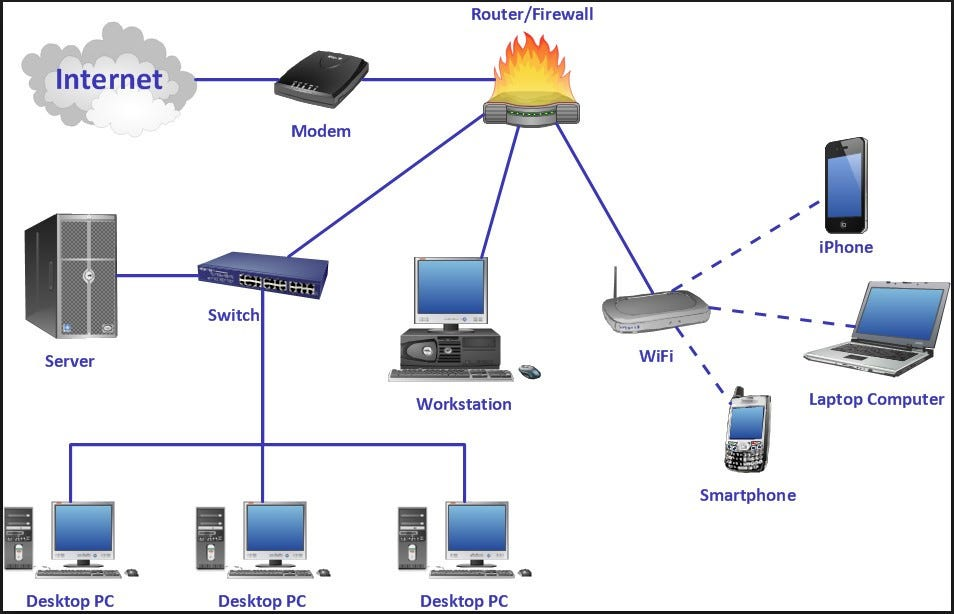 Router/Firewall
Internet
Modem
iPhone
Switch
Server
WiFi
Workstation
Laptop Computer
Smartphone
Desktop PC
Desktop PC
Desktop PC